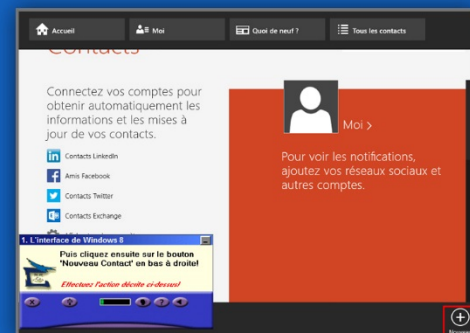 Accueil
Moi
Quoi de neuf ?
Tous les contacts
Contacts
Connectez vos comptes pour
obtenir automatiquement les
informations et les mises à
jour de vos contacts.
Contacts LinkedIn
Amis Facebook
Contacts Twitter
Contacts Exchange
Moi >
Pour voir les notifications,
ajoutez vos réseaux sociaux et
autres comptes.
1. L'interface de Windows 8
Puis cliquez ensuite sur le bouton
'Nouveau Contact' en bas à droite!
Effectuez l'action décrite ci-dessus!